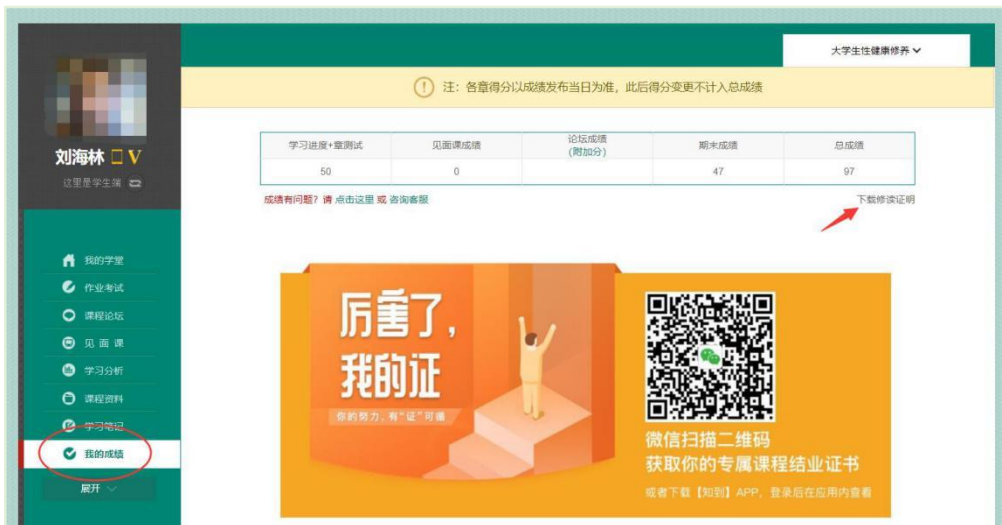 大学生性健康修养
注：各章得分以成绩发布当日为准，此后得分变更不计入总成绩
刘海林 V
这里是学生端
学习进度+章测试 见面课成绩 论坛成绩 期末成绩 总成绩
(附加分)
50 0 47 97
成绩有问题？请 点击这里 或 咨询客服
下载修读证明
我的学堂
作业考试
课程论坛
见面课
学习分析
课程资料
学习笔记
我的成绩
展开
厉害了，
我的证
你的努力，有“证”可循
微信扫描二维码
获取你的专属课程结业证书
或者下载【知到】APP，登录后在应用内查看